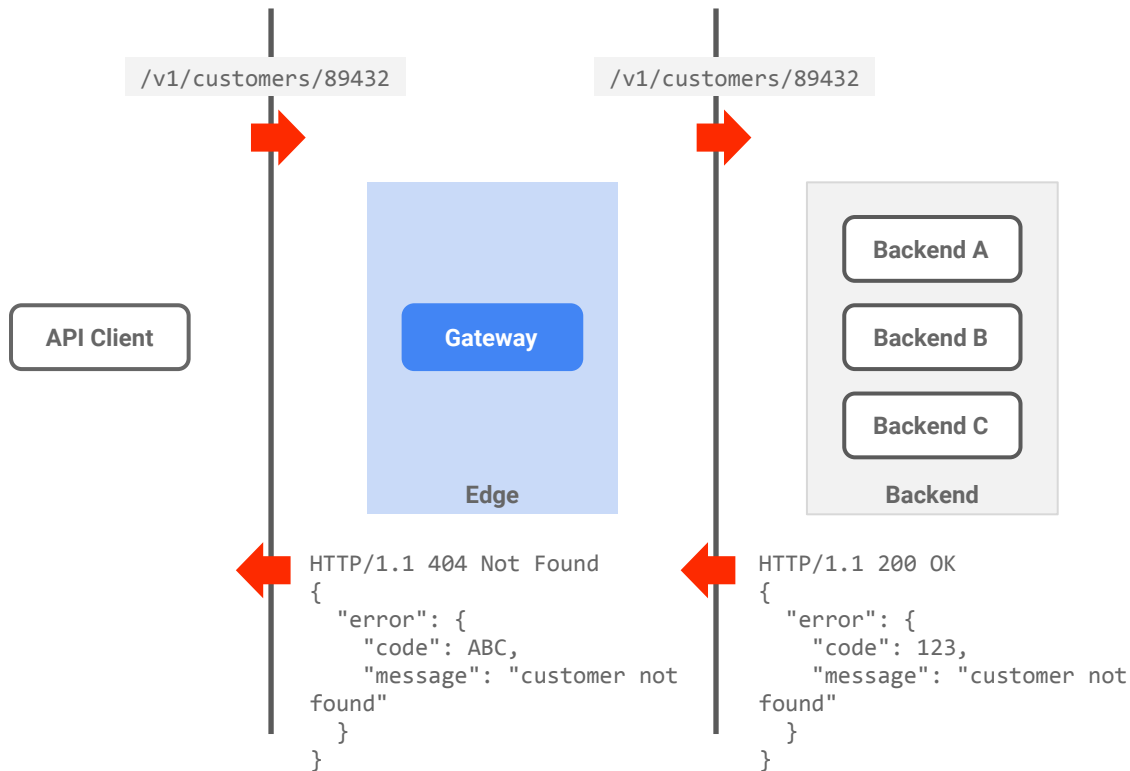 /v1/customers/89432
/v1/customers/89432
API Client
Gateway
Edge
Backend A
Backend B
Backend C
Backend
HTTP/1.1 404 Not Found
{
  "error": {
    "code": ABC,
    "message": "customer not
found"
  }
}
HTTP/1.1 200 OK
{
  "error": {
    "code": 123,
    "message": "customer not
found"
  }
}